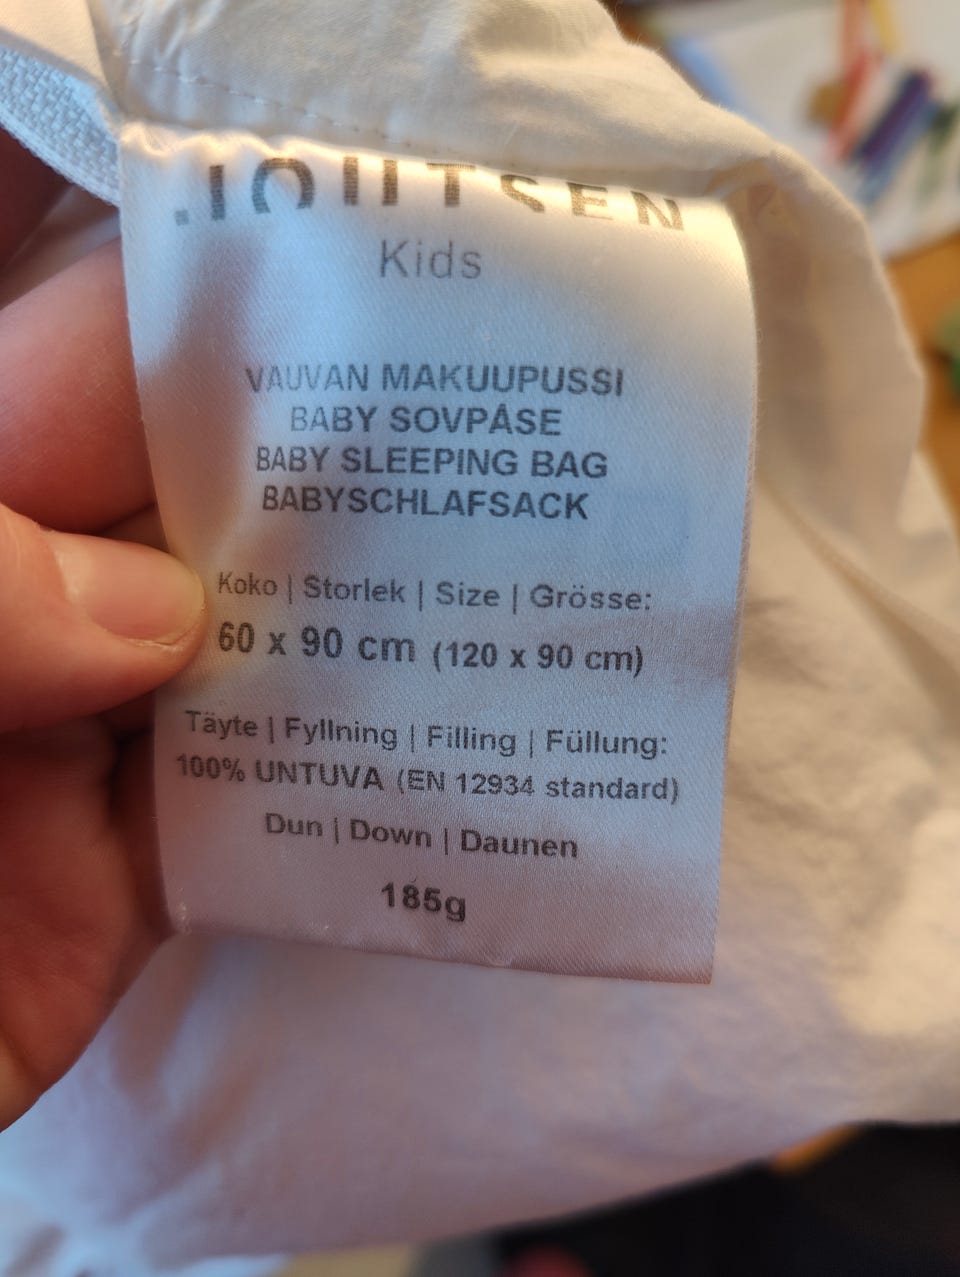 JOUTSEN
Kids
VAUVAN MAKUUPUSSI
BABY SOVPÅSE
BABY SLEEPING BAG
BABYSCHLAFSACK
Koko | Storlek | Size | Grösse:
60 x 90 cm (120 x 90 cm)
Täyte | Fyllning | Filling | Füllung:
100% UNTUVA (EN 12934 standard)
Dun | Down | Daunen
185g